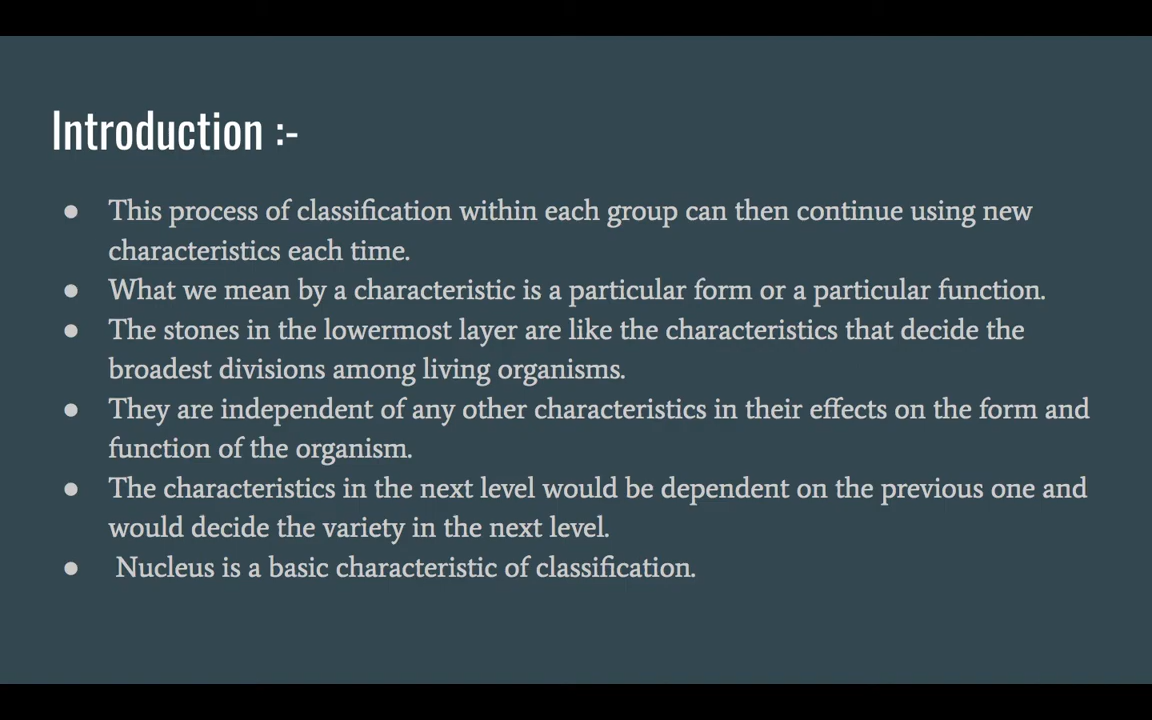 Introduction :-
● This process of classification within each group can then continue using new
characteristics each time.
● What we mean by a characteristic is a particular form or a particular function.
● The stones in the lowermost layer are like the characteristics that decide the
broadest divisions among living organisms.
● They are independent of any other characteristics in their effects on the form and
function of the organism.
● The characteristics in the next level would be dependent on the previous one and
would decide the variety in the next level.
● Nucleus is a basic characteristic of classification.